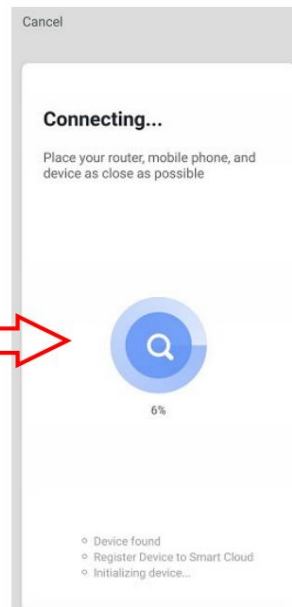 Cancel
Connecting...
Place your router, mobile phone, and
device as close as possible
6%
Device found
Register Device to Smart Cloud
Initializing device...